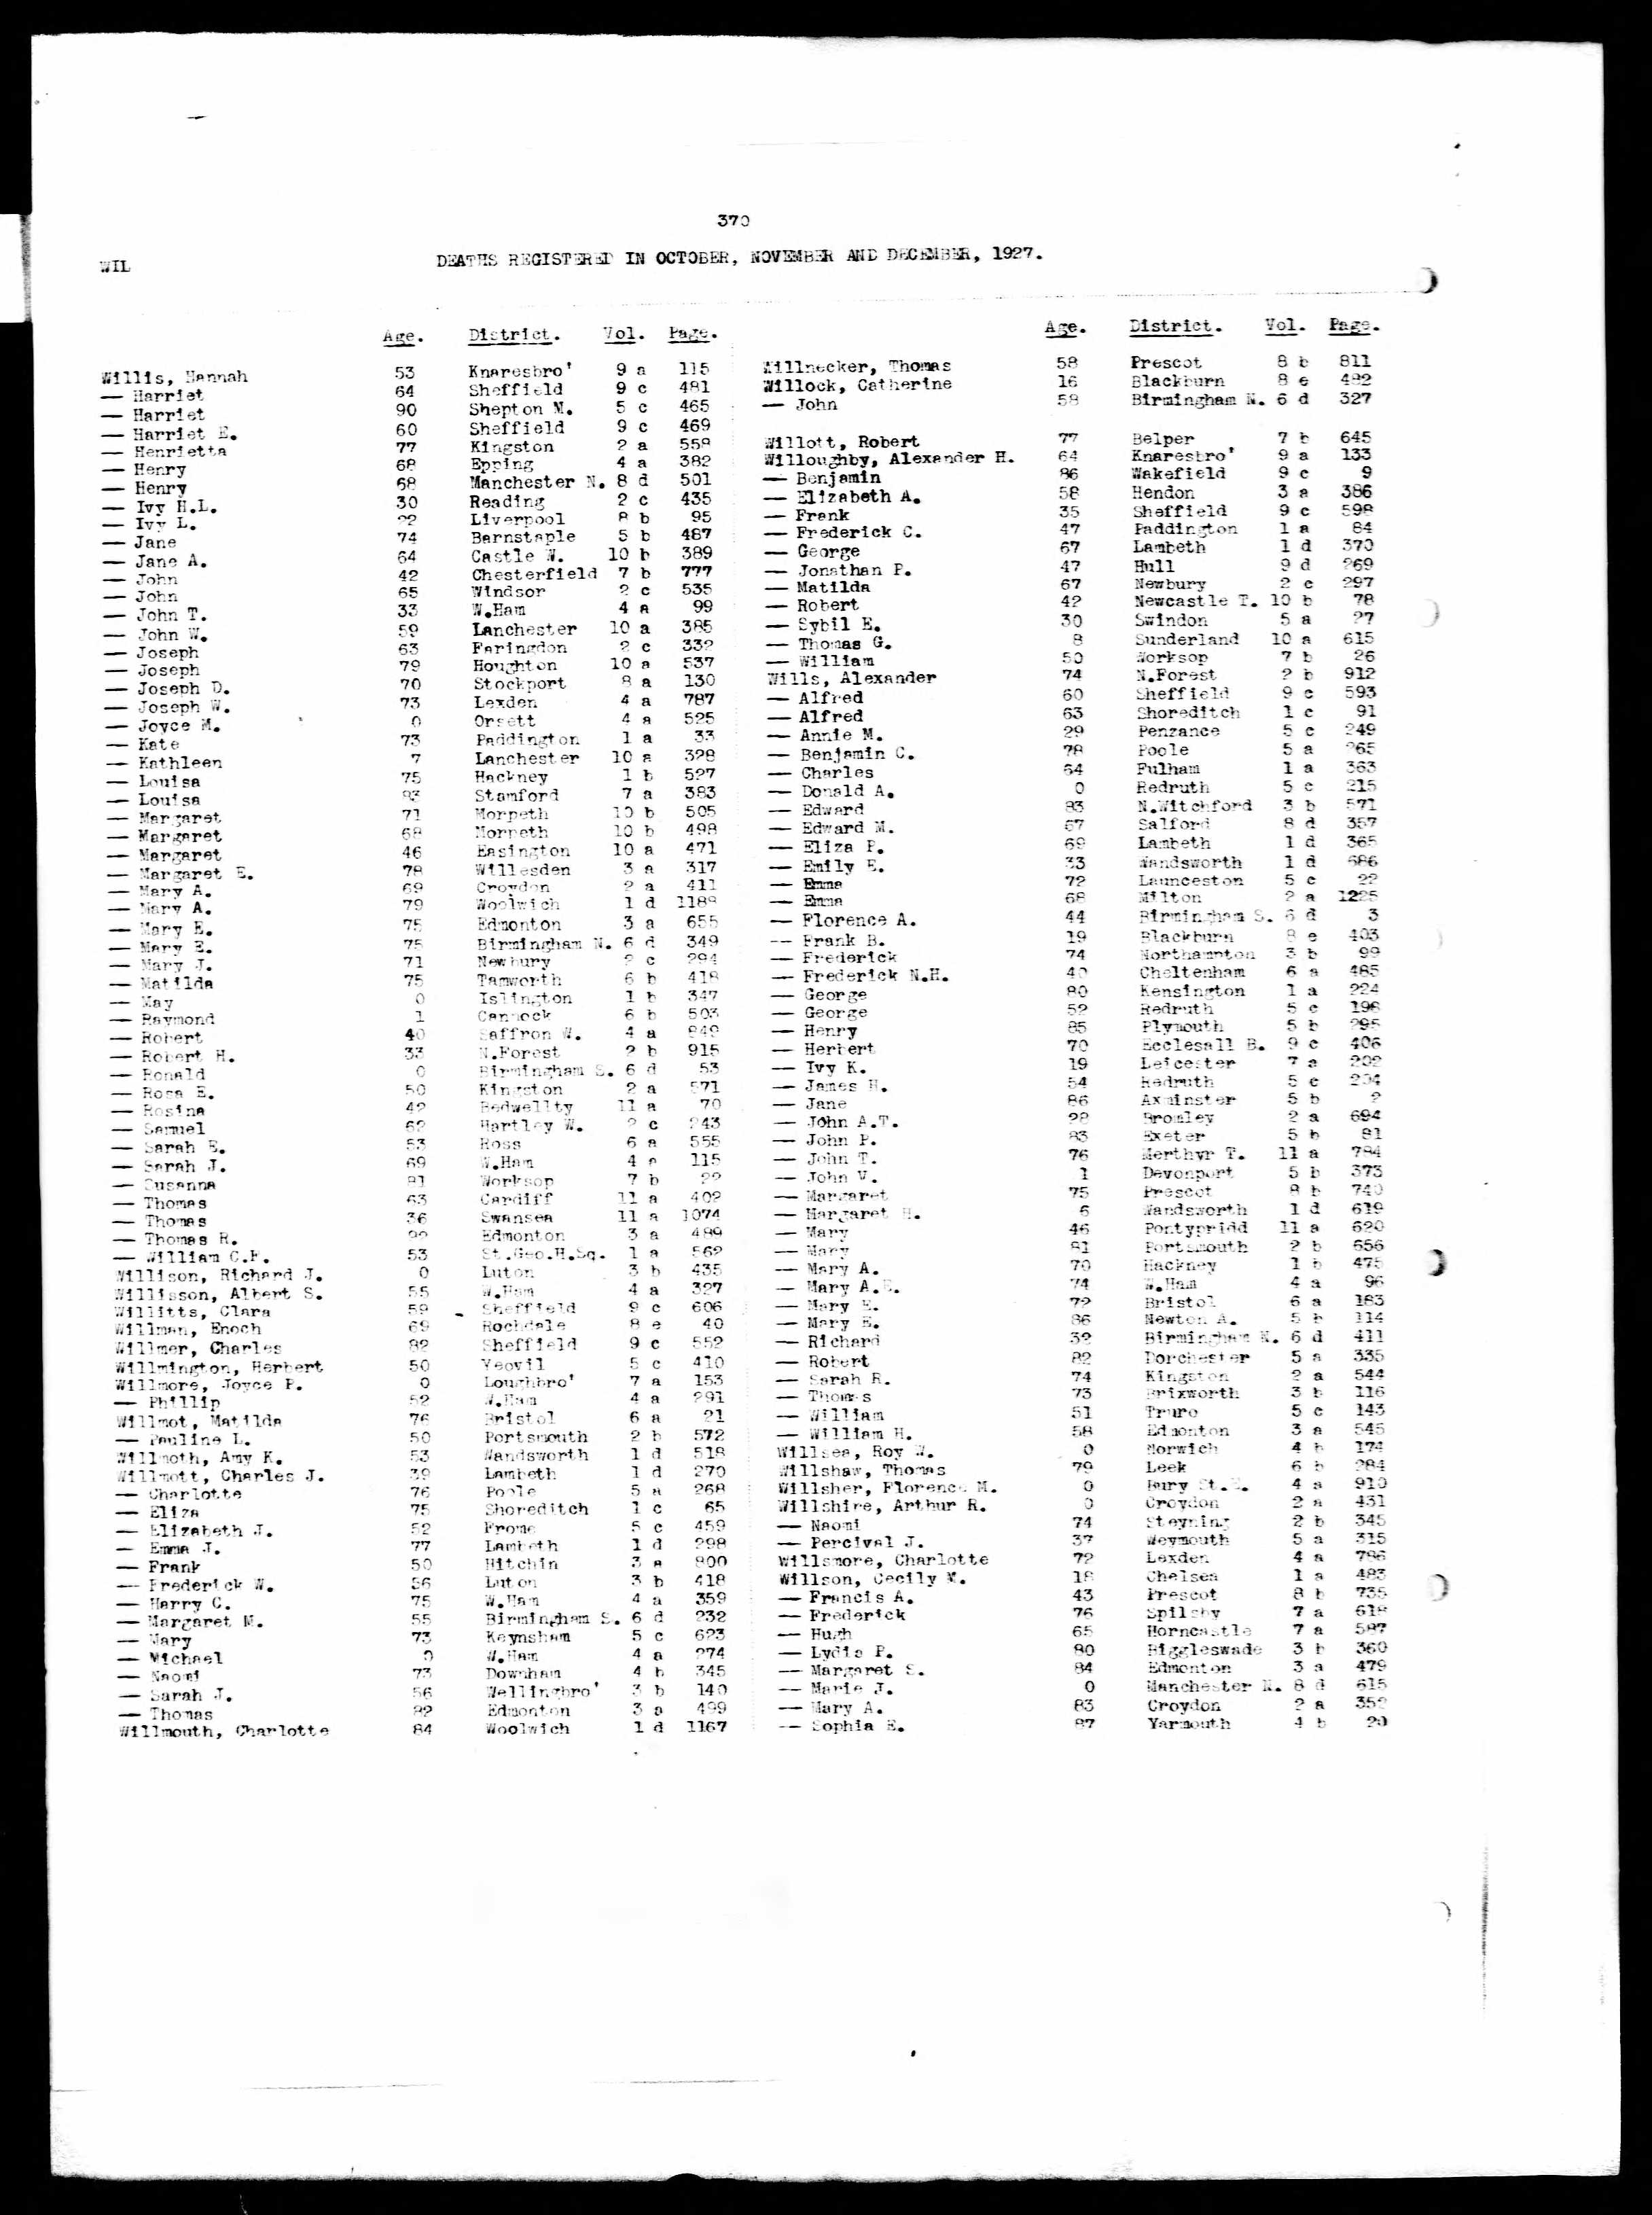 370
WIL
DEATHS REGISTERED IN OCTOBER, NOVEMBER AND DECEMBER, 1927.
Age. District. Vol. Page.
Willis, Hannah 53 Knaresbro' 9 a 115
— Harriet 64 Sheffield 9 c 481
— Harriet 90 Shepton M. 5 c 465
— Harriet E. 60 Sheffield 9 c 469
— Henrietta 77 Kingston 2 a 558
— Henry 68 Epping 4 a 382
— Henry 68 Manchester N. 8 d 501
— Ivy H.L. 30 Reading 2 c 435
— Ivy L. 22 Liverpool 8 b 95
— Jane 74 Barnstaple 5 b 487
— Jane A. 64 Castle W. 10 b 389
— John 42 Chesterfield 7 b 777
— John 65 Windsor 2 c 535
— John T. 33 W.Ham 4 a 99
— John W. 59 Lanchester 10 a 385
— Joseph 63 Faringdon 2 c 332
— Joseph 79 Houghton 10 a 537
— Joseph D. 70 Stockport 8 a 130
— Joseph W. 73 Lexden 4 a 787
— Joyce M. 0 Orsett 4 a 525
— Kate 73 Paddington 1 a 33
— Kathleen 7 Lanchester 10 a 328
— Louisa 75 Hackney 1 b 527
— Louisa Stamford 7 a 383
— Margaret 71 Morpeth 10 b 505
— Margaret 68 Morpeth 10 b 498
— Margaret 46 Easington 10 a 471
— Margaret E. 78 Willesden 3 a 317
— Mary A. 69 Croydon 2 a 411
— Mary A. 79 Woolwich 1 d 1189
— Mary E. 75 Edmonton 3 a 655
— Mary E. 75 Birmingham N. 6 d 349
— Mary J. 71 Newbury 2 c 294
— Matilda 75 Tamworth 6 b 418
— May 0 Islington 1 b 347
— Raymond 1 Cannock 6 b 503
— Robert 40 Saffron W. 4 a
— Robert H. 33 N.Forest 2 b 915
— Ronald 0 Birmingham S. 6 d 53
— Rosa E. 50 Kingston 2 a 571
— Rosina 42 Bedwellty 11 a 70
— Samuel 62 Hartley W. 2 c 243
— Sarah E. 53 Ross 6 a 555
— Sarah J. 69 W.Ham 4 a 115
— Susanna Worksop 7 b 22
— Thomas 63 Cardiff 11 a 402
— Thomas 36 Swansea 11 a 1074
— Thomas R. Edmonton 3 a 489
— William C.F. 53 St.Geo.H.Sq. 1 a 562
Willison, Richard J. 0 Luton 3 b 435
Willisson, Albert S. 55 W.Ham 4 a 327
Willitts, Clara 59 Sheffield 9 c 606
Willman, Enoch 69 Rochdale 8 e 40
Willmer, Charles 82 Sheffield 9 c 552
Willmington, Herbert 50 Yeovil 5 c 410
Willmore, Joyce P. 0 Loughbro' 7 a 153
— Phillip 52 W.Ham 4 a 291
Willmot, Matilda 76 Bristol 6 a 21
— Pauline L. 50 Portsmouth 2 b 572
Willmoth, Amy K. 53 Wandsworth 1 d 518
Willmott, Charles J. 39 Lambeth 1 d 270
— Charlotte 76 Poole 5 a 268
— Eliza 75 Shoreditch 1 c 65
— Elizabeth J. 52 Frome 5 c 459
— Emma J. 77 Lambeth 1 d 298
— Frank 50 Hitchin 3 a 800
— Frederick W. 56 Luton 3 b 418
— Harry C. 75 W.Ham 4 a 359
— Margaret M. 55 Birmingham S. 6 d 232
— Mary 73 Keynsham 5 c 623
— Michael 0 W.Ham 4 a 274
— Naomi 73 Downham 4 b 345
— Sarah J. 56 Wellingbro' 3 b 140
— Thomas 82 Edmonton 3 a 499
Willmouth, Charlotte 84 Woolwich 1 d 1167
Age. District. Vol. Page.
Willnecker, Thomas 58 Prescot 8 b 811
Willock, Catherine 16 Blackburn 8 e 492
— John 58 Birmingham N. 6 d 327
Willott, Robert 77 Belper 7 b 645
Willoughby, Alexander H. 64 Knaresbro' 9 a 133
— Benjamin 86 Wakefield 9 c 9
— Elizabeth A. 58 Hendon 3 a 386
— Frank 35 Sheffield 9 c 598
— Frederick C. 47 Paddington 1 a 84
— George 67 Lambeth 1 d 370
— Jonathan P. 47 Hull 9 d 269
— Matilda 67 Newbury 2 c 297
— Robert 42 Newcastle T. 10 b 78
— Sybil E. 30 Swindon 5 a 27
— Thomas G. 8 Sunderland 10 a 615
— William 50 Worksop 7 b 26
Wills, Alexander 74 N.Forest 2 b 912
— Alfred 60 Sheffield 9 c 593
— Alfred 63 Shoreditch 1 c 91
— Annie M. 29 Penzance 5 c 249
— Benjamin C. 78 Poole 5 a 265
— Charles 64 Fulham 1 a 363
— Donald A. 0 Redruth 5 c 215
— Edward 83 N.Witchford 3 b 571
— Edward M. 67 Salford 8 d 357
— Eliza P. 69 Lambeth 1 d 365
— Emily E. 33 Wandsworth 1 d 686
— Emma 72 Launceston 5 c 22
— Emma 68 Milton 2 a 1225
— Florence A. 44 Birmingham S. 6 d 3
-- Frank B. 19 Blackburn 8 e 403
— Frederick 74 Northampton 3 b 99
— Frederick N.H. 40 Cheltenham 6 a 485
— George 80 Kensington 1 a 224
— George 52 Redruth 5 c 196
— Henry 85 Plymouth 5 b 295
— Herbert 70 Ecclesall B. 9 c 406
— Ivy K. 19 Leicester 7 a 202
— James H. 54 Redruth 5 c 204
— Jane 86 Axminster 5 b 2
— John A.T. 28 Bromley 2 a 694
— John P. 83 Exeter 5 b 81
— John T. 76 Merthyr T. 11 a 784
— John V. 1 Devonport 5 b 373
— Margaret 75 Prescot 8 b 740
— Margaret H. 6 Wandsworth 1 d 619
— Mary 46 Pontypridd 11 a 620
— Mary 81 Portsmouth 2 b 656
— Mary A. 70 Hackney 1 b 475
— Mary A.E. 74 W.Ham 4 a 96
— Mary E. 72 Bristol 6 a 183
— Mary E. 86 Newton A. 5 b 114
— Richard 32 Birmingham N. 6 d 411
— Robert 82 Dorchester 5 a 335
— Sarah R. 74 Kingston 2 a 544
— Thomas 73 Brixworth 3 b 116
— William 51 Truro 5 c 143
— William H. 58 Edmonton 3 a 545
Willsea, Roy W. 0 Norwich 4 b 174
Willshaw, Thomas 79 Leek 6 b 284
Willsher, Florence M. 0 Bury St.E. 4 a 910
Willshire, Arthur R. 0 Croydon 2 a 431
— Naomi 74 Steyning 2 b 345
— Percival J. 37 Weymouth 5 a 315
Willsmore, Charlotte 72 Lexden 4 a 786
Willson, Cecily M. 18 Chelsea 1 a 483
— Francis A. 43 Prescot 8 b 735
— Frederick 76 Spilsby 7 a 618
— Hugh 65 Horncastle 7 a 587
— Lydia P. 80 Biggleswade 3 b 360
— Margaret S. 84 Edmonton 3 a 479
— Marie J. 0 Manchester N. 8 d 615
— Mary A. 83 Croydon 2 a 352
-- Sophia E. 87 Yarmouth 4 b 20